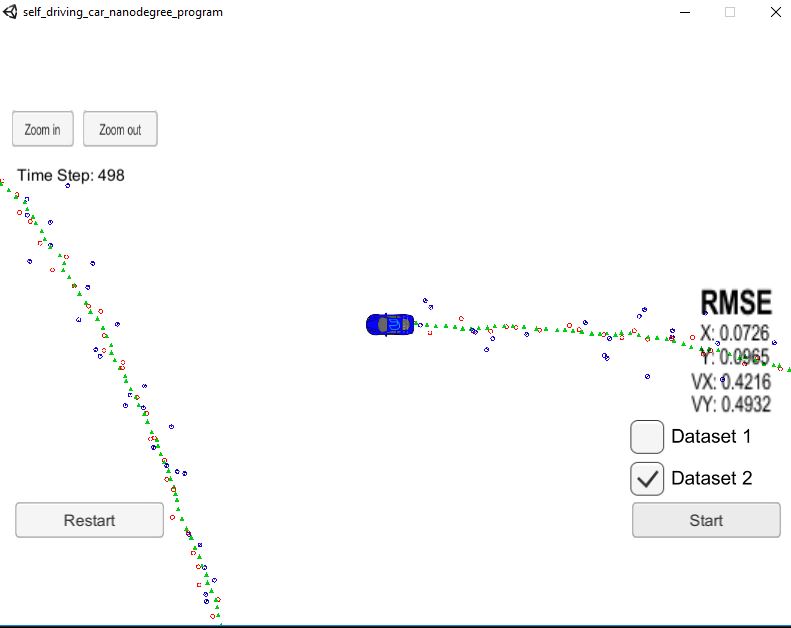 self_driving_car_nanodegree_program
Zoom in
Zoom out
Time Step: 498
RMSE
X: 0.0726
Y: 0.0965
VX: 0.4216
VY: 0.4932
Dataset 1
Dataset 2
Restart
Start